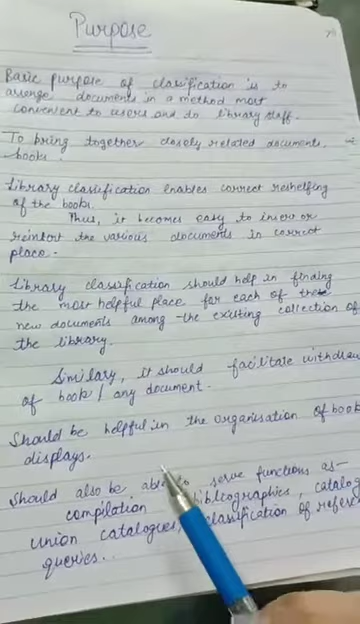 Purpose
Basic purpose of clasification is to
arrenge documents in a method most
convenient to users and to library staff.
To bring together closely related documents,
books.
Library classification enables correct reshelfing
of the books.
Thus, it becomes easy to insert or
reinsort the various documents in correct
place.
Library classification should help in finding
the most helpful place for each of these
new documents among the existing collection of
the library.
Similary, it should facilitate withdraw
of book / any document.
Should be helpful in the organisation of book
displays.
Should also be able to serve functions as-
compilation bibliographies, catalog
union catalogues, classification of refere
queries...